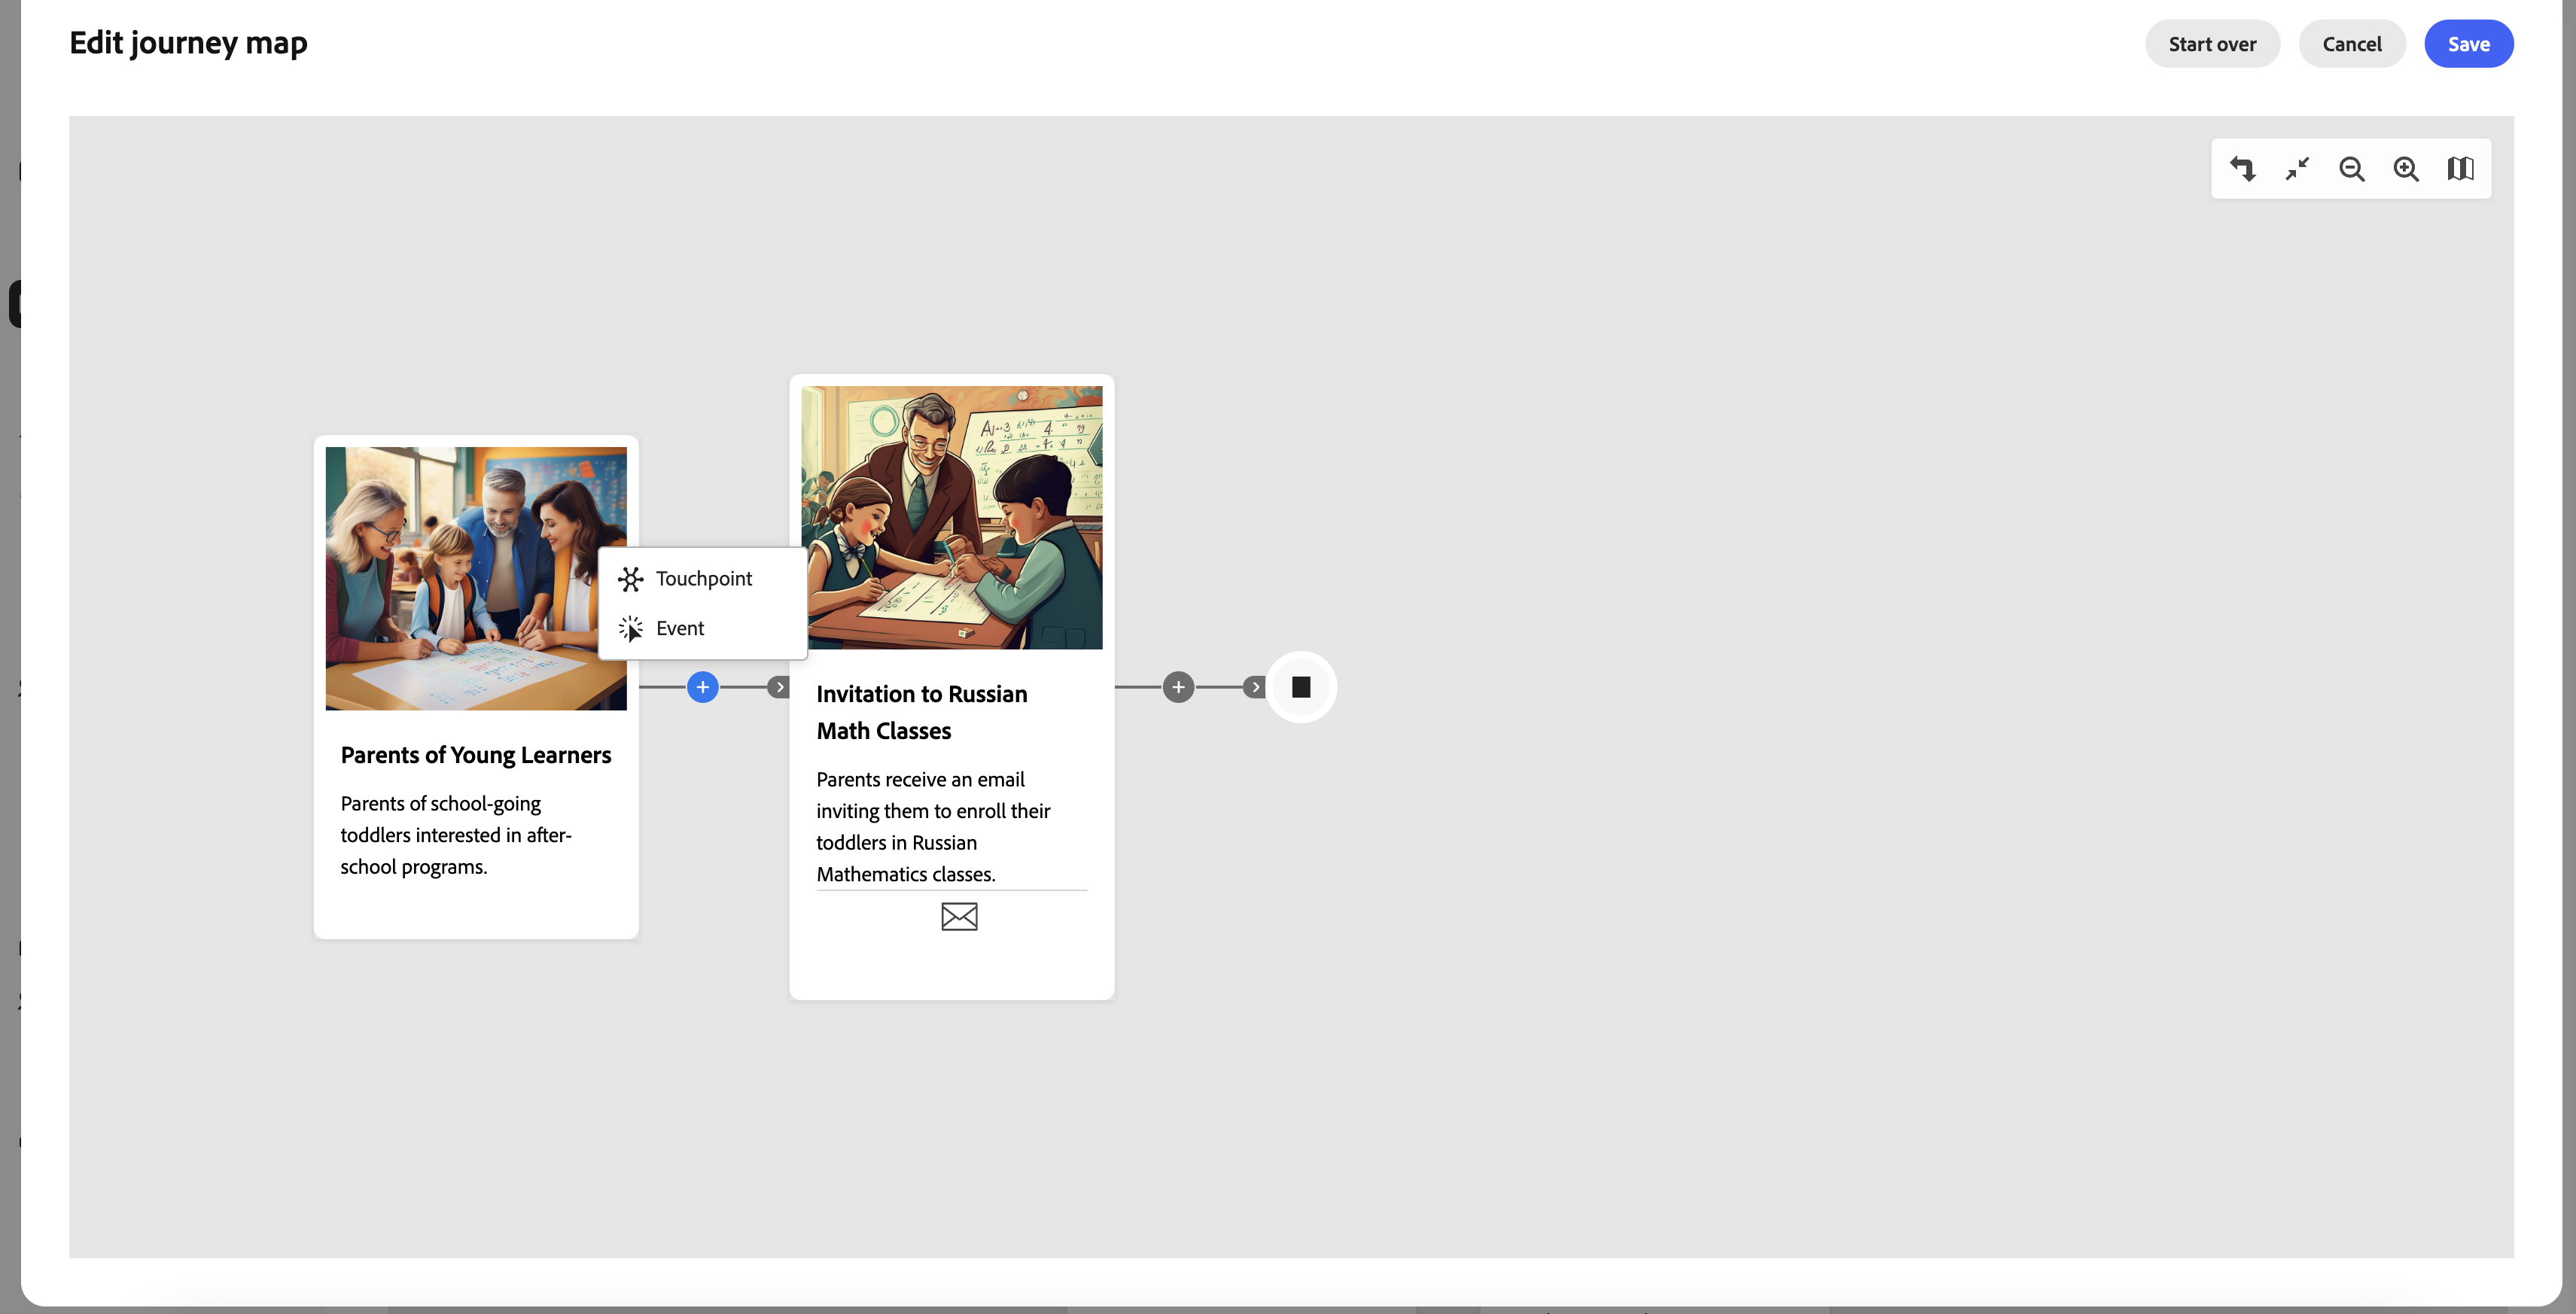 Edit journey map
Start over
Cancel
Save
Touchpoint
Event
Parents of Young Learners
Parents of school-going
toddlers interested in after-
school programs.
Invitation to Russian
Math Classes
Parents receive an email
inviting them to enroll their
toddlers in Russian
Mathematics classes.